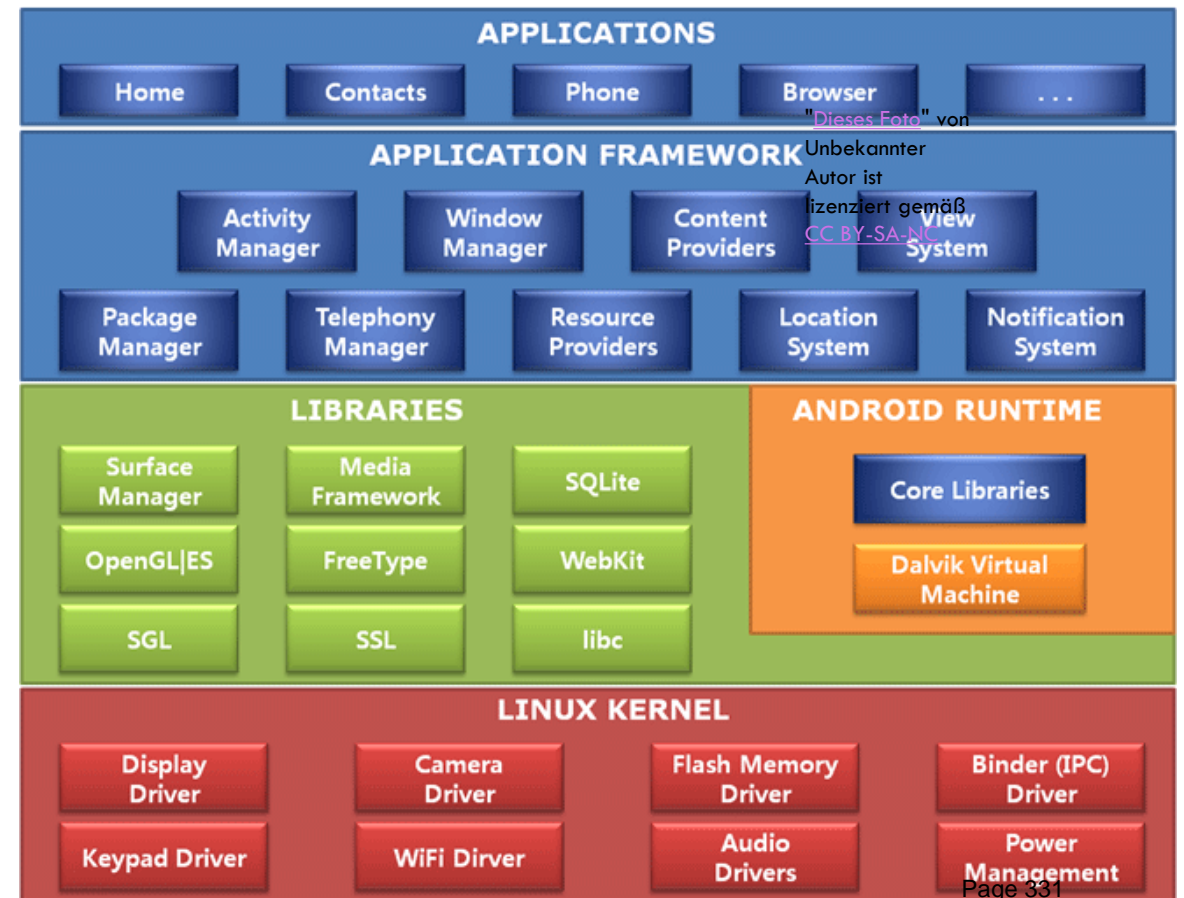 APPLICATIONS
Home
Contacts
Phone
Browser
. . .
"Dieses Foto" von
Unbekannter
Autor ist
lizenziert gemäß
CC BY-SA-NC
APPLICATION FRAMEWORK
Activity
Manager
Window
Manager
Content
Providers
View
System
Package
Manager
Telephony
Manager
Resource
Providers
Location
System
Notification
System
LIBRARIES
Surface
Manager
Media
Framework
SQLite
OpenGL|ES
FreeType
WebKit
SGL
SSL
libc
ANDROID RUNTIME
Core Libraries
Dalvik Virtual
Machine
LINUX KERNEL
Display
Driver
Camera
Driver
Flash Memory
Driver
Binder (IPC)
Driver
Keypad Driver
WiFi Dirver
Audio
Drivers
Power
Management
Page 331